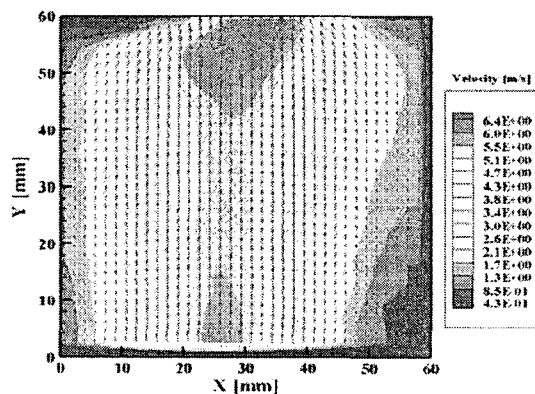 60
50
40
30
20
10
0
Y [mm]
0 10 20 30 40 50 60
X [mm]
Velocity [m/s]
6.4E+00
6.0E+00
5.5E+00
5.1E+00
4.7E+00
4.3E+00
3.8E+00
3.4E+00
3.0E+00
2.6E+00
2.1E+00
1.7E+00
1.3E+00
8.5E-01
4.3E-01